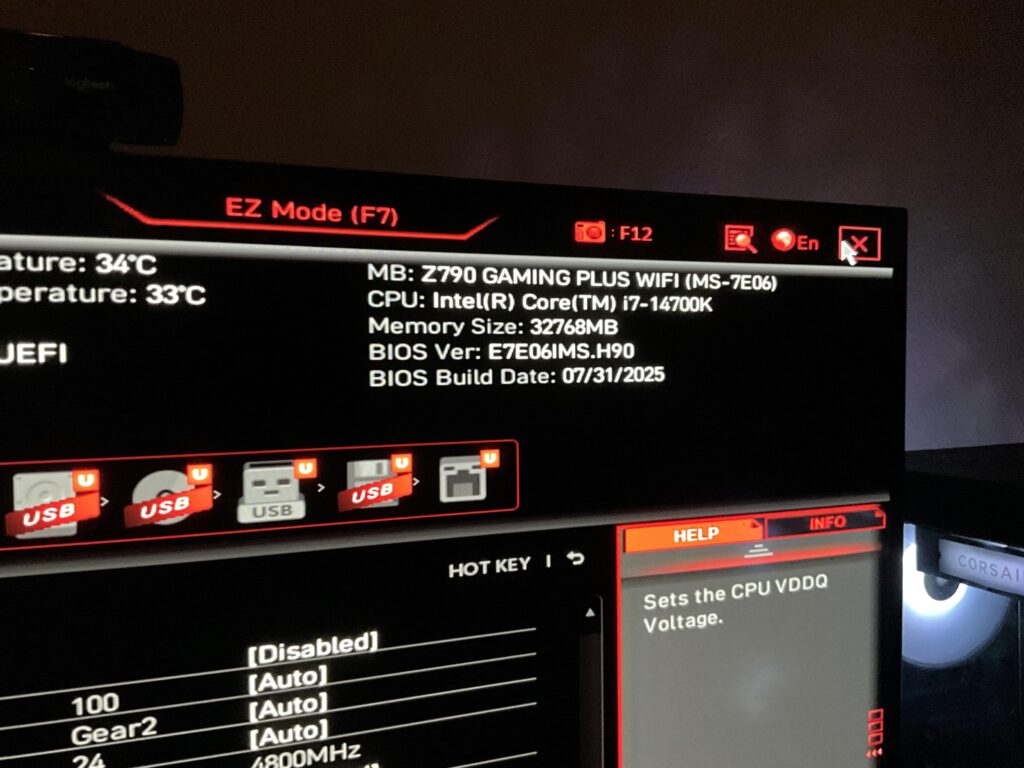 logitech
EZ Mode (F7)
: F12
En
ature: 34°C
perature: 33°C
UEFI
MB: Z790 GAMING PLUS WIFI (MS-7E06)
CPU: Intel(R) Core(TM) i7-14700K
Memory Size: 32768MB
BIOS Ver: E7E06IMS.H90
BIOS Build Date: 07/31/2025
U
USB
U
USB
U
USB
U
USB
U
HOT KEY |
HELP
INFO
Sets the CPU VDDQ
Voltage.
[Disabled]
100 [Auto]
Gear2 [Auto]
24 [Auto]
4800MHz
CORSAI